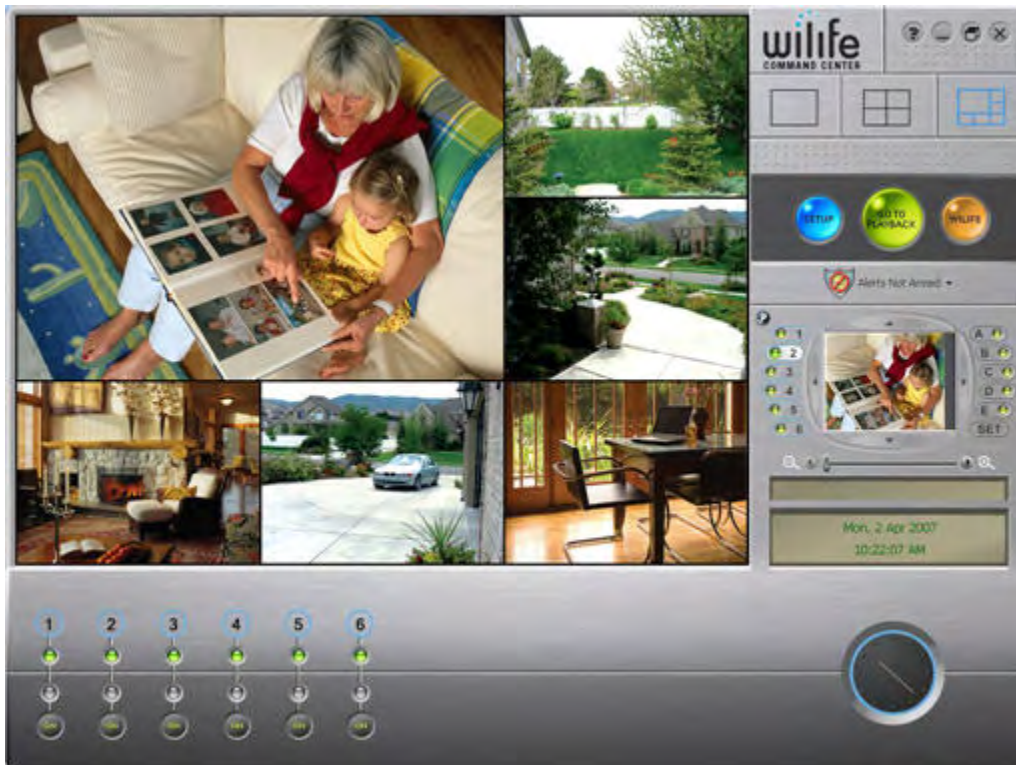 wilife
COMMAND CENTER
?
SETUP
GO TO
PLAYBACK
WILIFE
Alerts Not Armed
1
2
3
4
5
6
A
B
C
D
E
SET
Mon, 2 Apr 2007
10:22:07 AM
1 2 3 4 5 6